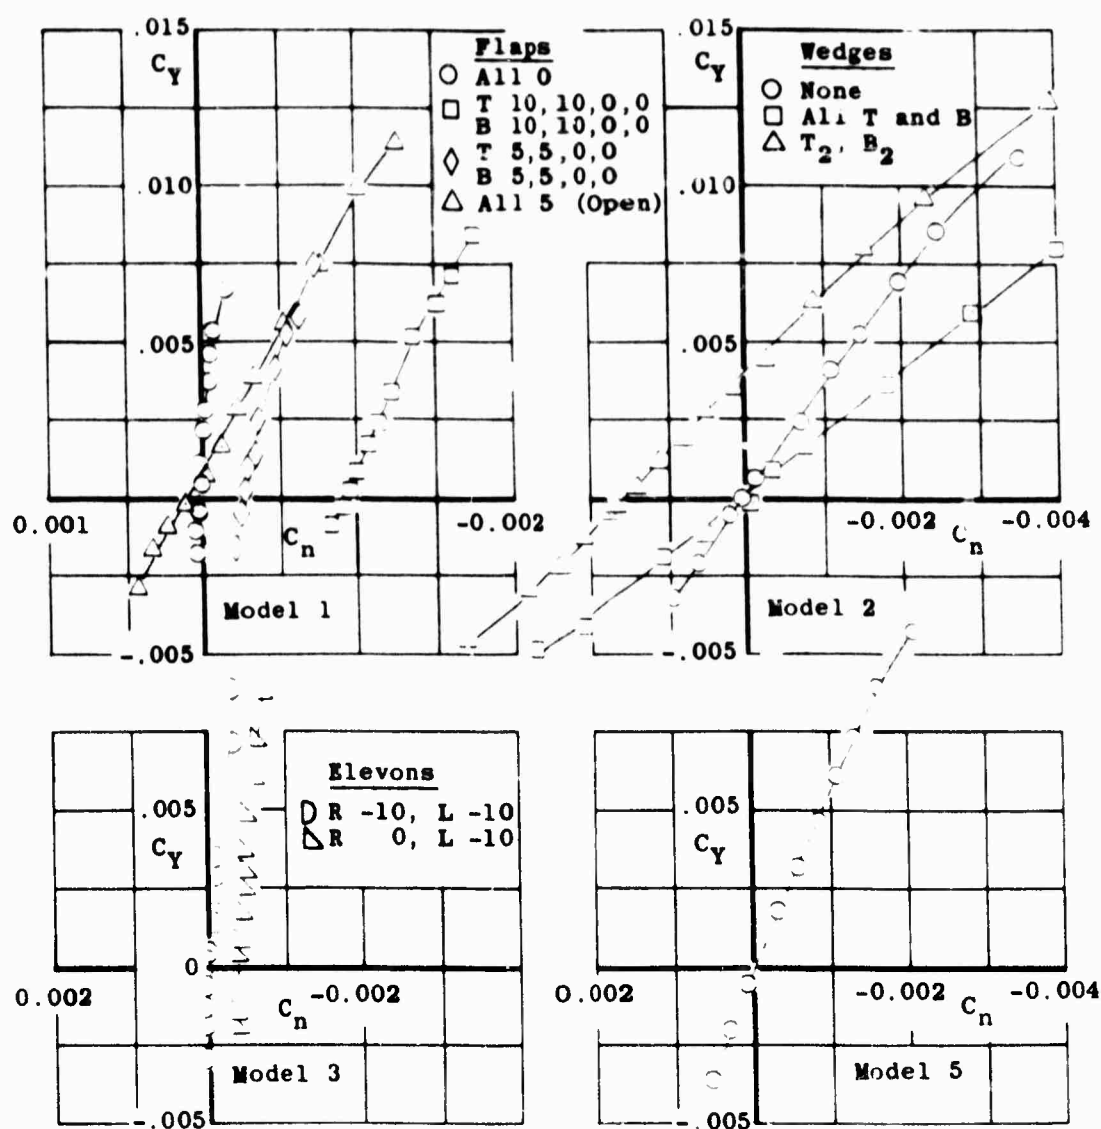 .015
C_Y
Flaps
All 0
T 10,10,0,0
B 10,10,0,0
T 5,5,0,0
B 5,5,0,0
All 5 (Open)
.010
.005
0.001
C_n
-0.002
Model 1
-.005
.015
C_Y
Wedges
None
All T and B
T_2, B_2
.010
.005
-0.002
-0.004
C_n
Model 2
-.005
Elevons
R -10, L -10
R 0, L -10
.005
C_Y
0
0.002
-0.002
C_n
Model 3
-.005
.005
C_Y
0.002
-0.002
-0.004
C_n
Model 5
-.005